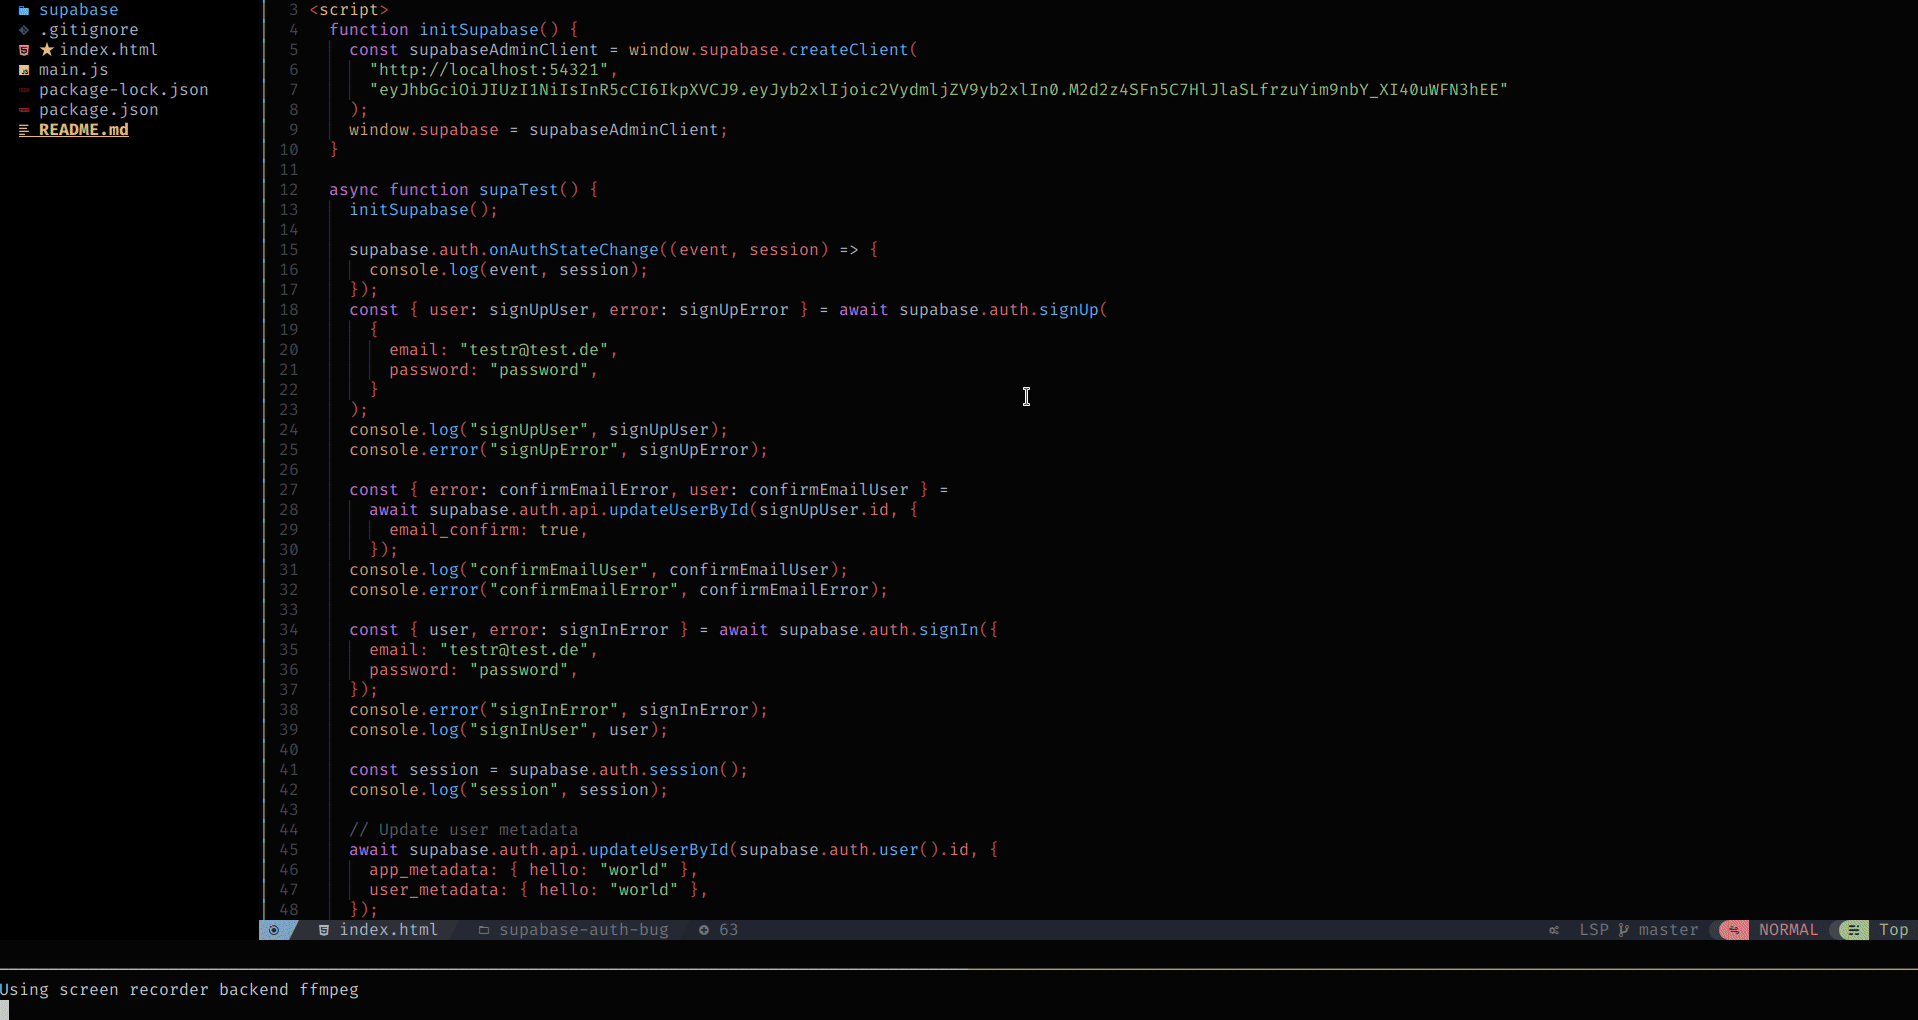 supabase
.gitignore
index.html
main.js
package-lock.json
package.json
README.md
3 <script>
4 function initSupabase() {
5 const supabaseAdminClient = window.supabase.createClient(
6 "http://localhost:54321",
7 "eyJhbGciOiJIUzI1NiIsInR5cCI6IkpXVCJ9.eyJyb2xlIjoic2VydmljZV9yb2xlIn0.M2d2z4SFn5C7HlJlaSLfrzuYim9nbY_XI40uWFN3hEE"
8 );
9 window.supabase = supabaseAdminClient;
10 }
11
12 async function supaTest() {
13 initSupabase();
14
15 supabase.auth.onAuthStateChange((event, session) => {
16 console.log(event, session);
17 });
18 const { user: signUpUser, error: signUpError } = await supabase.auth.signUp(
19 {
20 email: "testr@test.de",
21 password: "password",
22 }
23 );
24 console.log("signUpUser", signUpUser);
25 console.error("signUpError", signUpError);
26
27 const { error: confirmEmailError, user: confirmEmailUser } =
28 await supabase.auth.api.updateUserById(signUpUser.id, {
29 email_confirm: true,
30 });
31 console.log("confirmEmailUser", confirmEmailUser);
32 console.error("confirmEmailError", confirmEmailError);
33
34 const { user, error: signInError } = await supabase.auth.signIn({
35 email: "testr@test.de",
36 password: "password",
37 });
38 console.error("signInError", signInError);
39 console.log("signInUser", user);
40
41 const session = supabase.auth.session();
42 console.log("session", session);
43
44 // Update user metadata
45 await supabase.auth.api.updateUserById(supabase.auth.user().id, {
46 app_metadata: { hello: "world" },
47 user_metadata: { hello: "world" },
48 });
index.html supabase-auth-bug 63 LSP master NORMAL Top
Using screen recorder backend ffmpeg